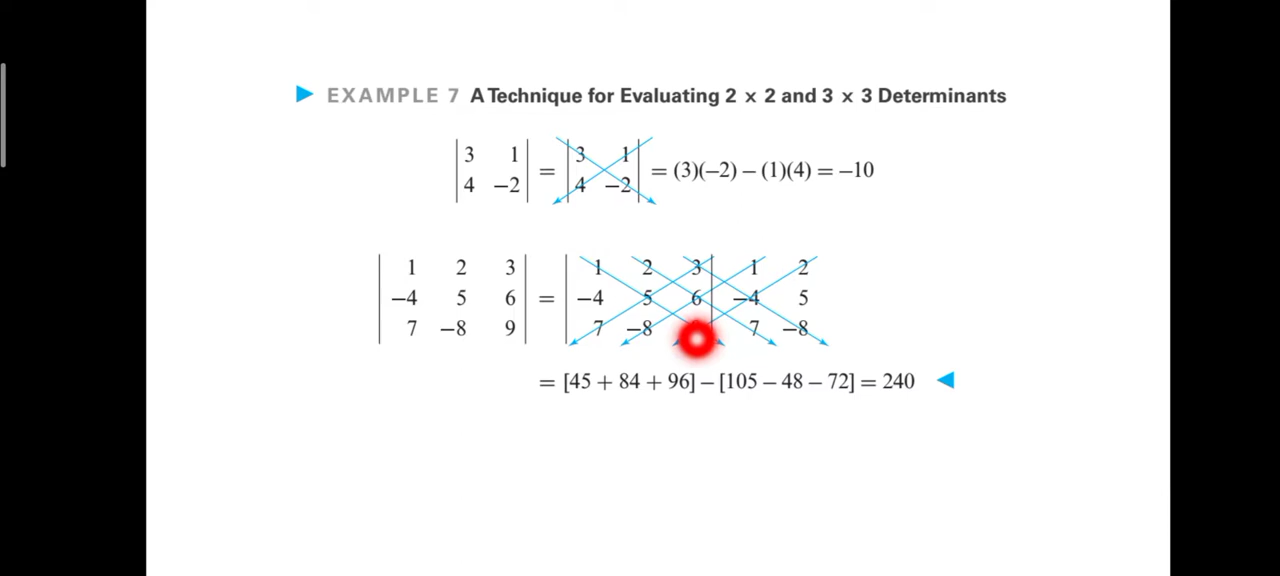 EXAMPLE 7 A Technique for Evaluating 2 × 2 and 3 × 3 Determinants
3 1 3 1
= = (3)(−2) − (1)(4) = −10
4 −2 4 −2
1 2 3 1 2 3 1 2
−4 5 6 = −4 5 6 −4 5
7 −8 9 7 −8 7 −8
= [45 + 84 + 96] − [105 − 48 − 72] = 240